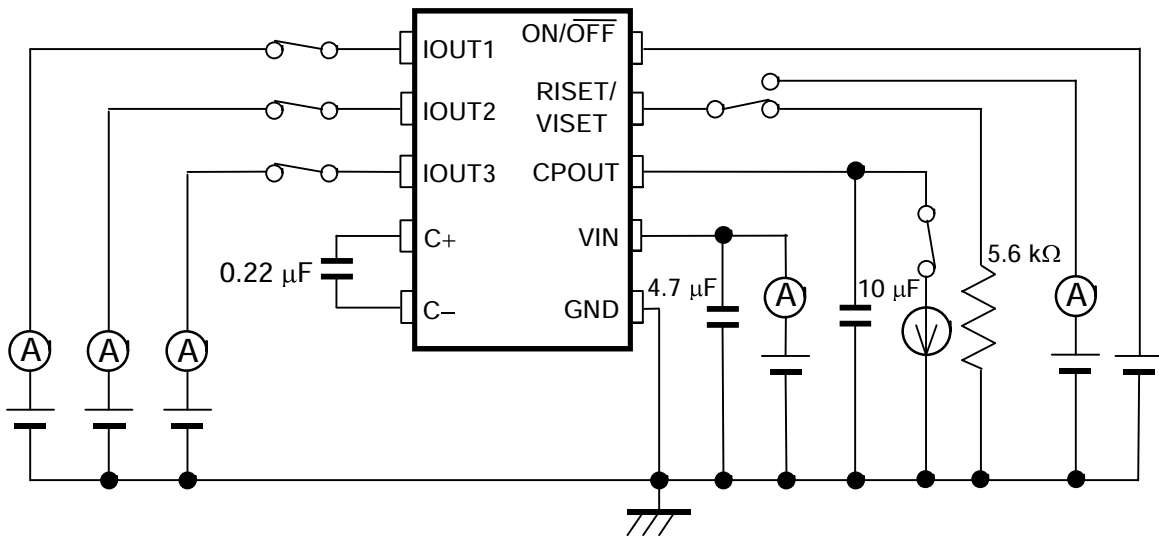 IOUT1
ON/OFF
IOUT2
RISET/
VISET
IOUT3
CPOUT
C+
VIN
0.22 μF
C−
GND
4.7 μF
A
10 μF
5.6 kΩ
A
A
A
A